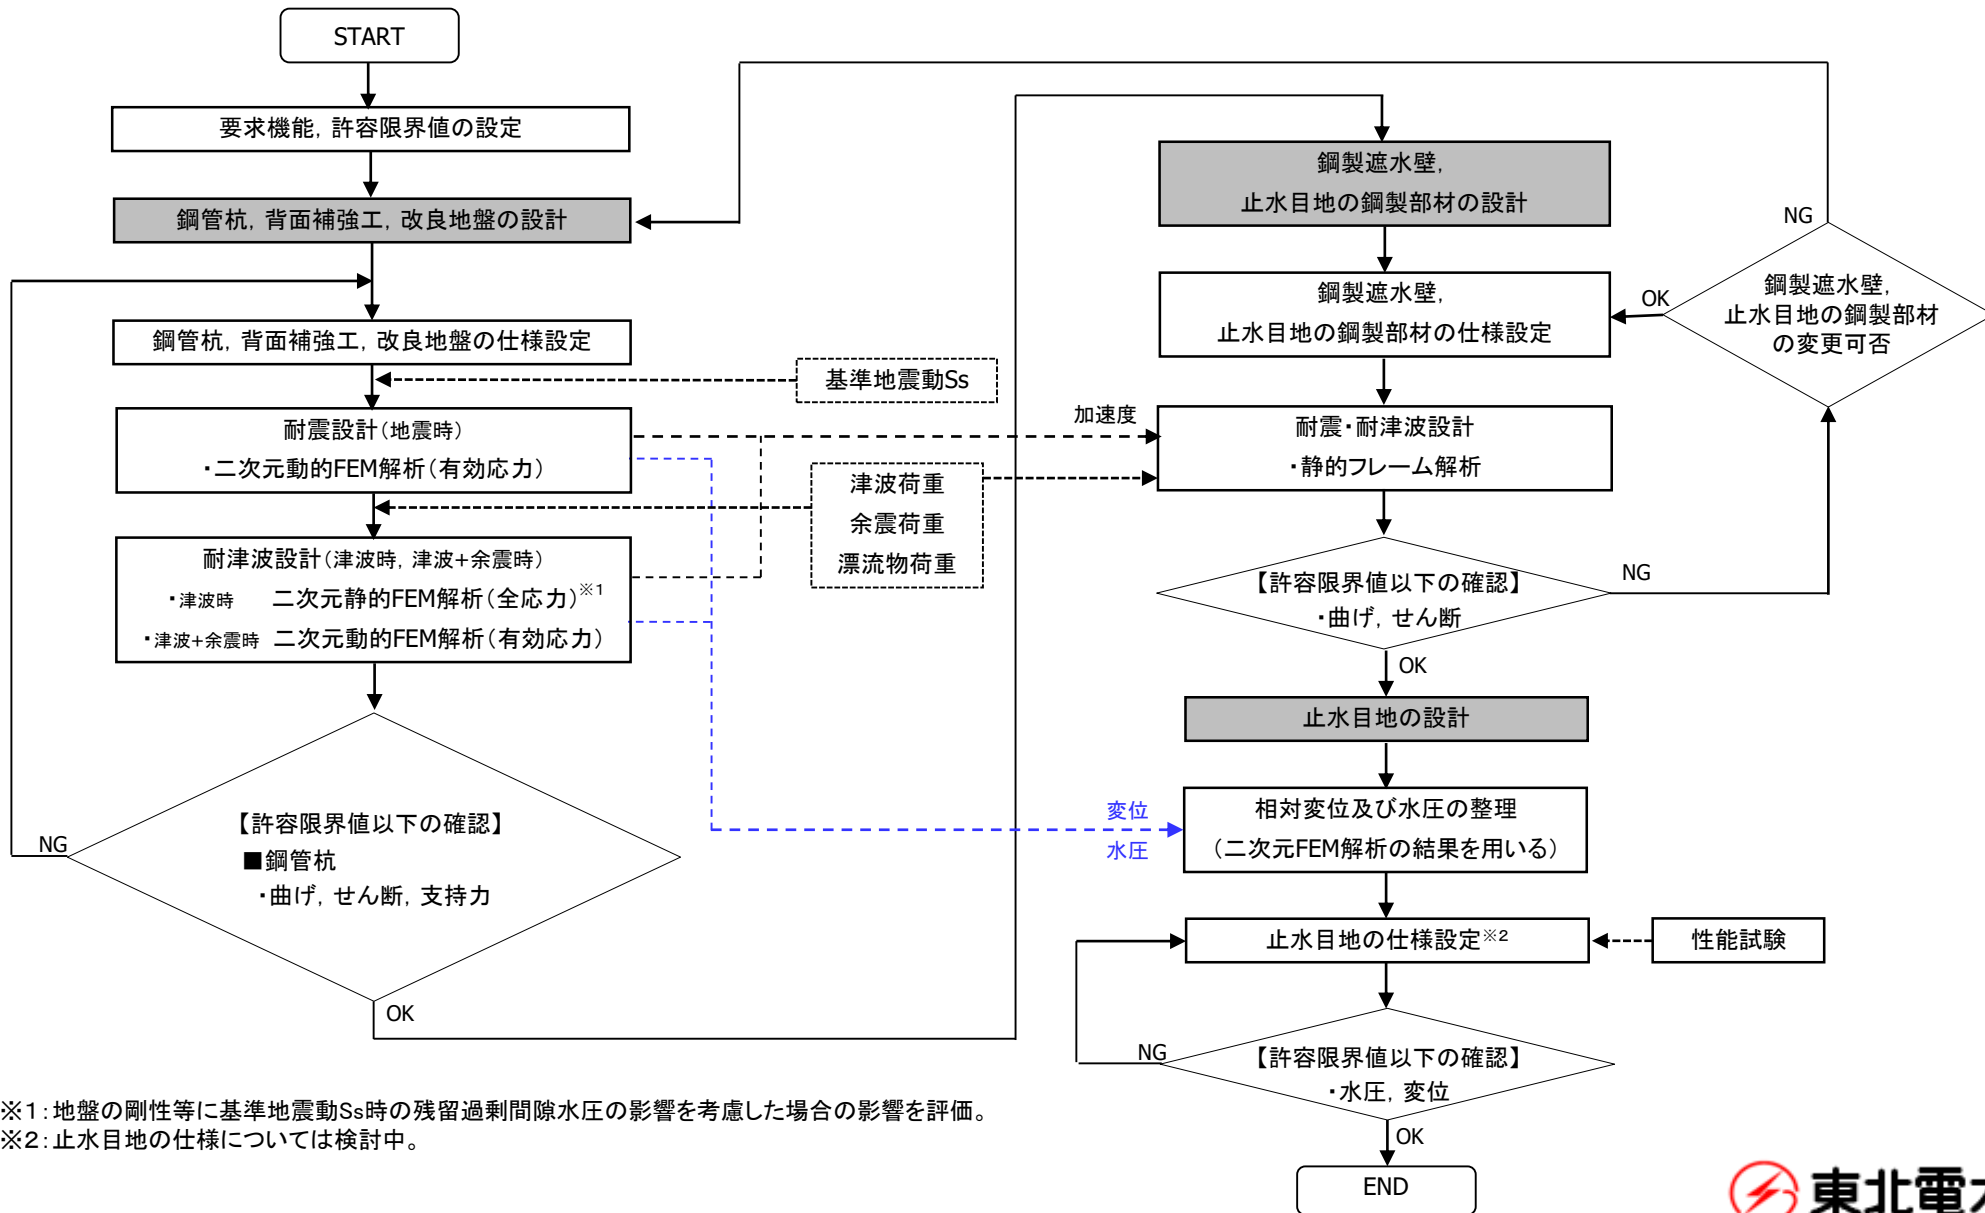 START
要求機能, 許容限界値の設定
鋼管杭, 背面補強工, 改良地盤の設計
鋼管杭, 背面補強工, 改良地盤の仕様設定
基準地震動Ss
耐震設計(地震時)
・二次元動的FEM解析(有効応力)
津波荷重
余震荷重
漂流物荷重
耐津波設計(津波時, 津波+余震時)
・津波時 二次元静的FEM解析(全応力)※1
・津波+余震時 二次元動的FEM解析(有効応力)
【許容限界値以下の確認】
■鋼管杭
・曲げ, せん断, 支持力
NG
OK
鋼製遮水壁,
止水目地の鋼製部材の設計
鋼製遮水壁,
止水目地の鋼製部材の仕様設定
NG
鋼製遮水壁,
止水目地の鋼製部材
の変更可否
OK
加速度
耐震・耐津波設計
・静的フレーム解析
【許容限界値以下の確認】
・曲げ, せん断
NG
OK
止水目地の設計
変位
水圧
相対変位及び水圧の整理
(二次元FEM解析の結果を用いる)
止水目地の仕様設定※2
性能試験
【許容限界値以下の確認】
・水圧, 変位
NG
OK
END
※1:地盤の剛性等に基準地震動Ss時の残留過剰間隙水圧の影響を考慮した場合の影響を評価。
※2:止水目地の仕様については検討中。
東北電